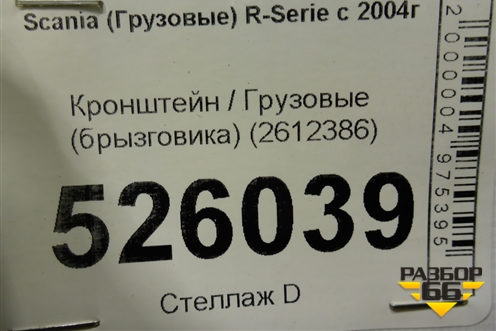 Scania (Грузовые) R-Serie с 2004г
Кронштейн / Грузовые
(брызговика) (2612386)
526039
Стеллаж D
2000004975395
РАЗБОР
66